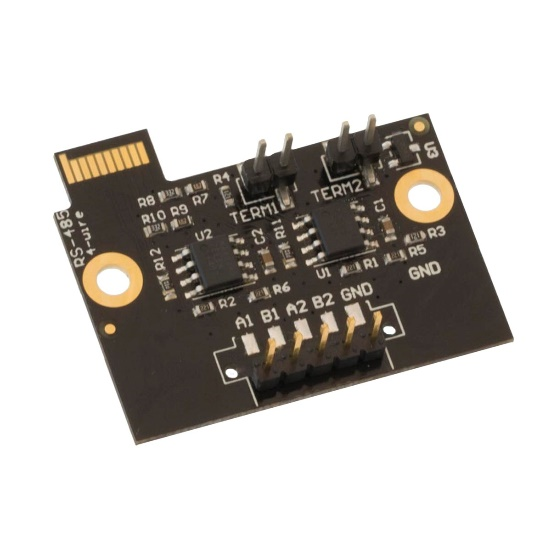 RS-485
4-wire
R8
R7
R4
R10
R9
TERM1
TERM2
U3
R12
U2
C2
R11
C1
R3
U1
R1
R5
GND
R2
R6
A1 B1 A2 B2 GND